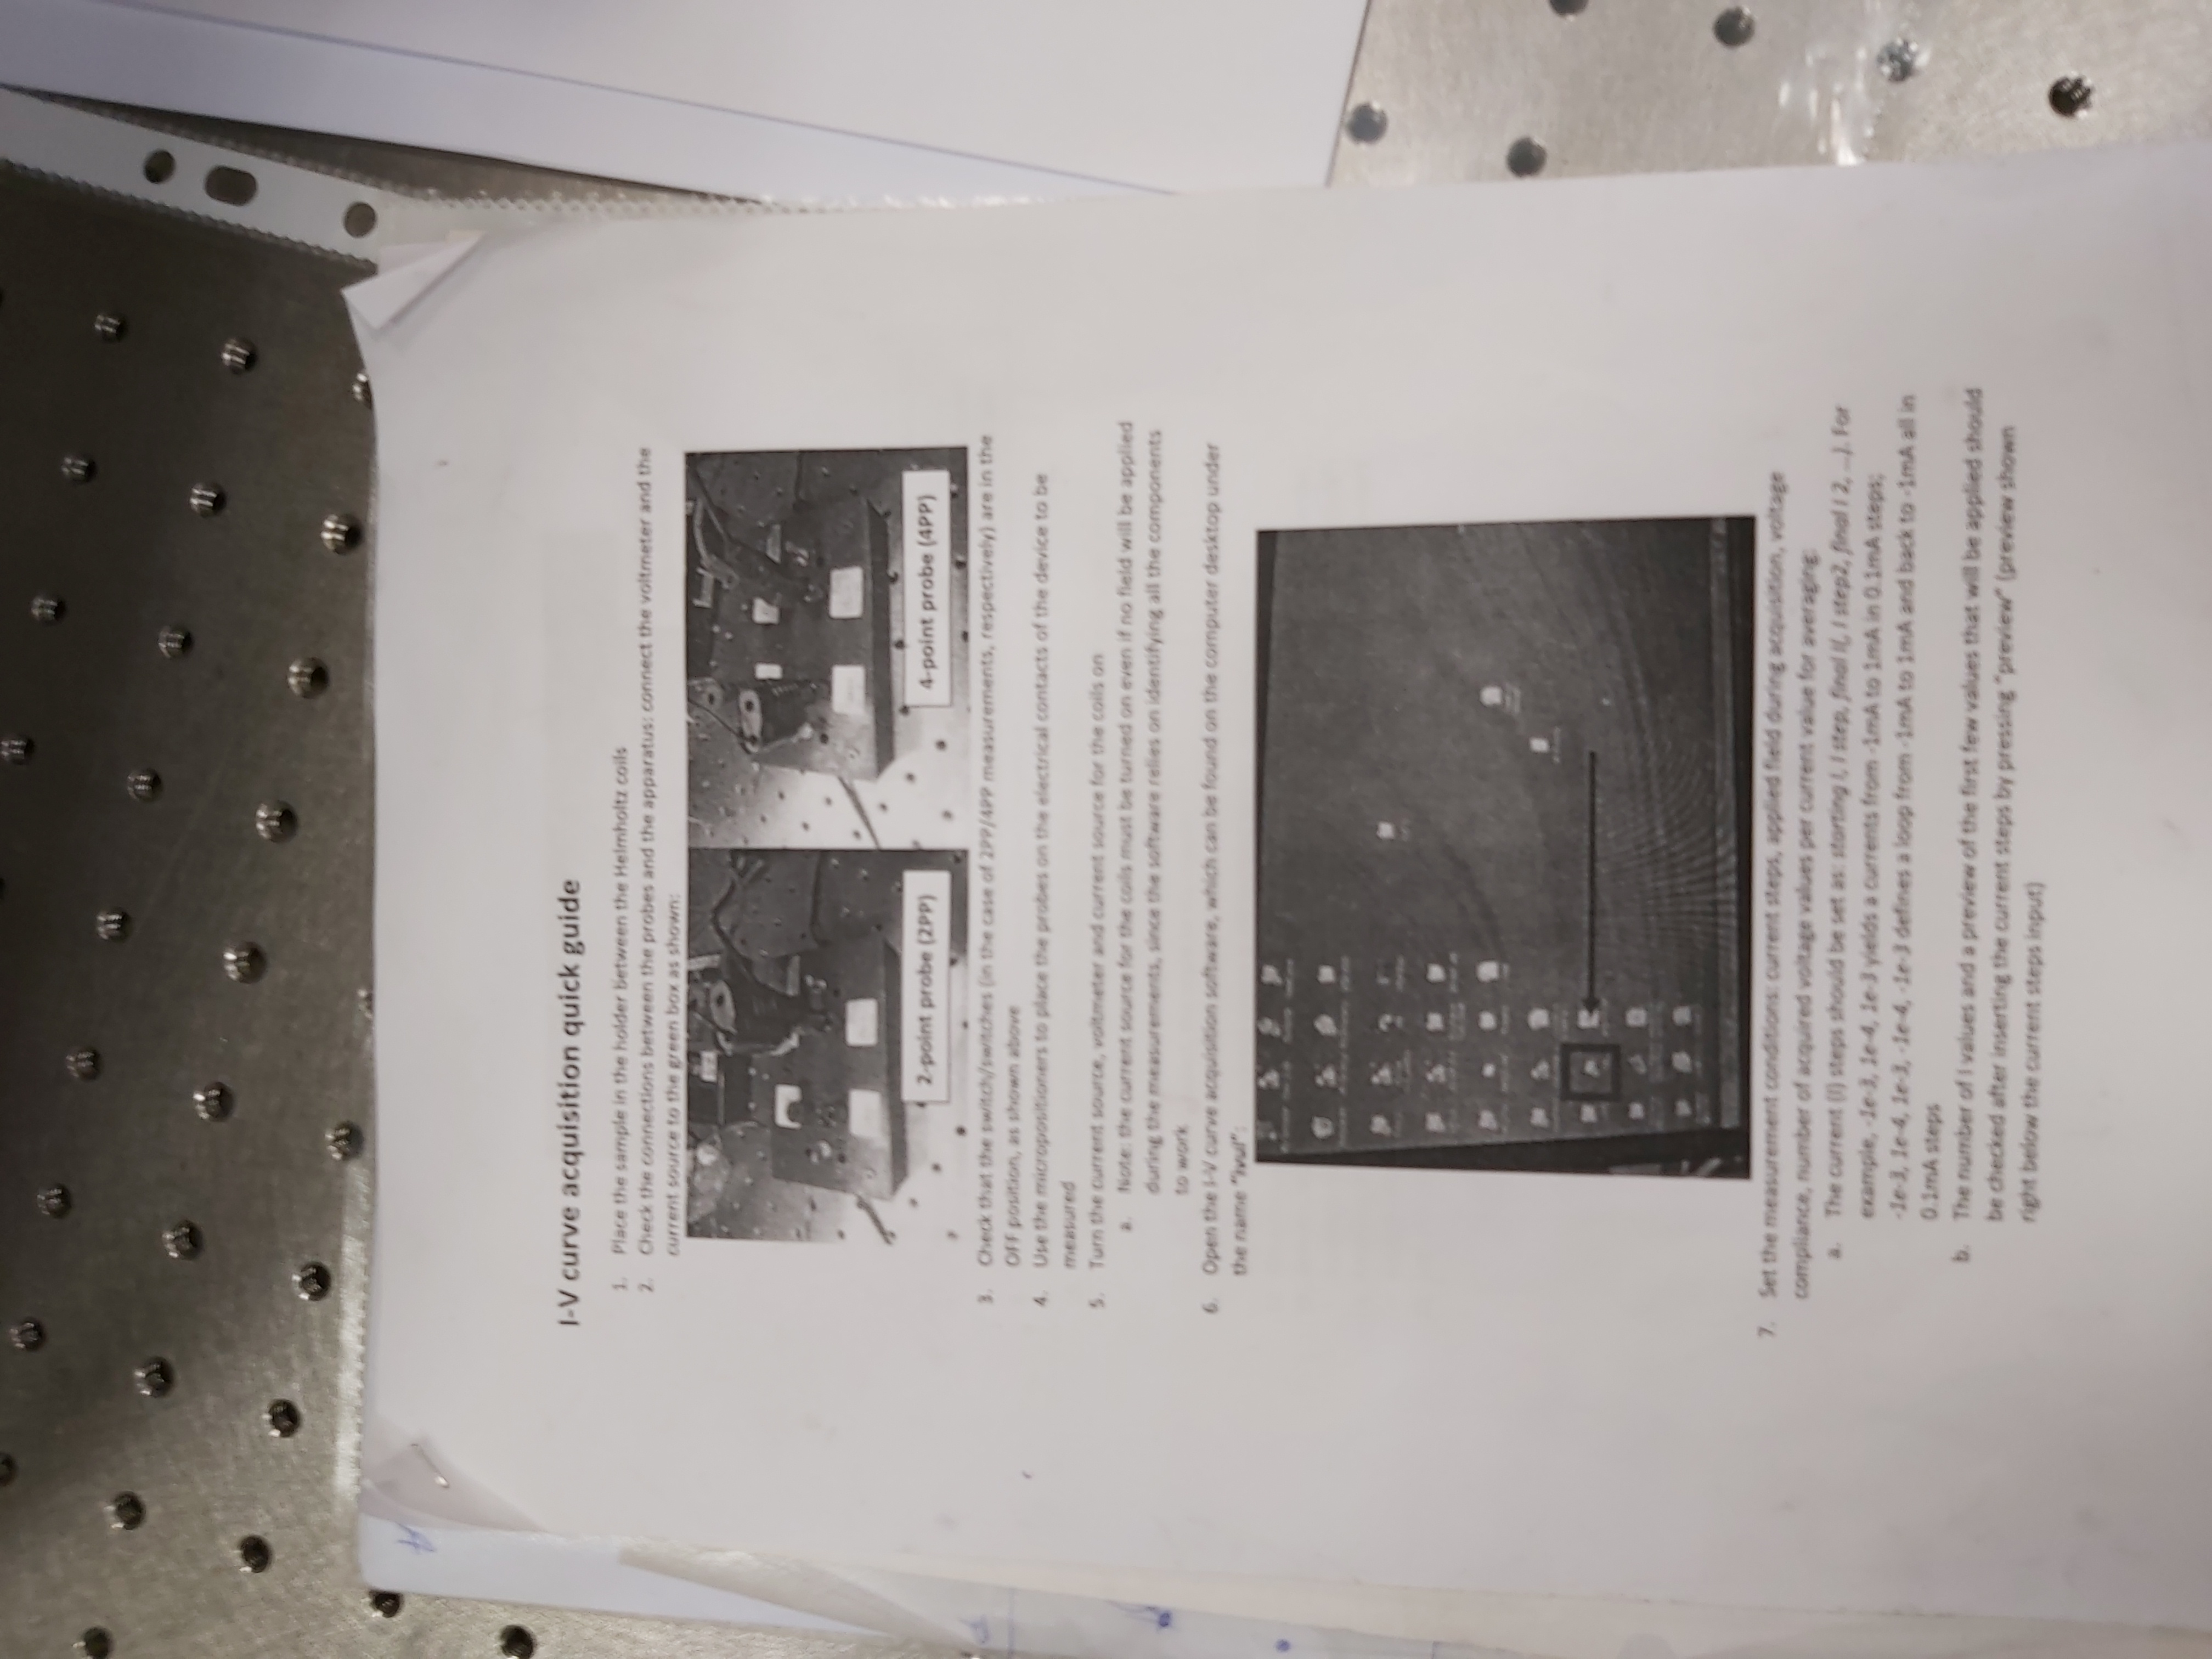 I-V curve acquisition quick guide
1. Place the sample in the holder between the Helmholtz coils
2. Check the connections between the probes and the apparatus: connect the voltmeter and the
current source to the green box as shown:
2-point probe (2PP)
4-point probe (4PP)
3. Check that the switch/switches (in the case of 2PP/4PP measurements, respectively) are in the
OFF position, as shown above
4. Use the micropositioners to place the probes on the electrical contacts of the device to be
measured
5. Turn the current source, voltmeter and current source for the coils on
a. Note: the current source for the coils must be turned on even if no field will be applied
during the measurements, since the software relies on identifying all the components
to work
6. Open the I-V curve acquisition software, which can be found on the computer desktop under
the name
7. Set the measurement conditions: current steps, applied field during acquisition, voltage
compliance, number of acquired voltage values per current value for averaging:
a. The current (I) steps should be set as: starting I, I step, final I(, I step2, final I 2, ...). For
example, -1e-3, 1e-4, 1e-3 yields a currents from -1mA to 1mA in 0.1mA steps;
-1e-3, 1e-4, 1e-3, -1e-4, -1e-3 defines a loop from -1mA to 1mA and back to -1mA all in
0.1mA steps
b. The number of I values and a preview of the first few values that will be applied should
be checked after inserting the current steps by pressing "preview" (preview shown
right below the current steps input)